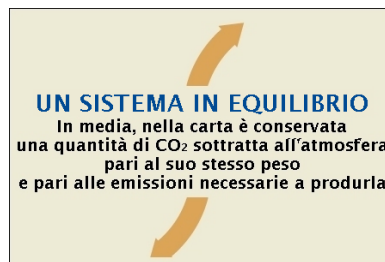 UN SISTEMA IN EQUILIBRIO
In media, nella carta è conservata
una quantità di CO₂ sottratta all'atmosfera
pari al suo stesso peso
e pari alle emissioni necessarie a produrla